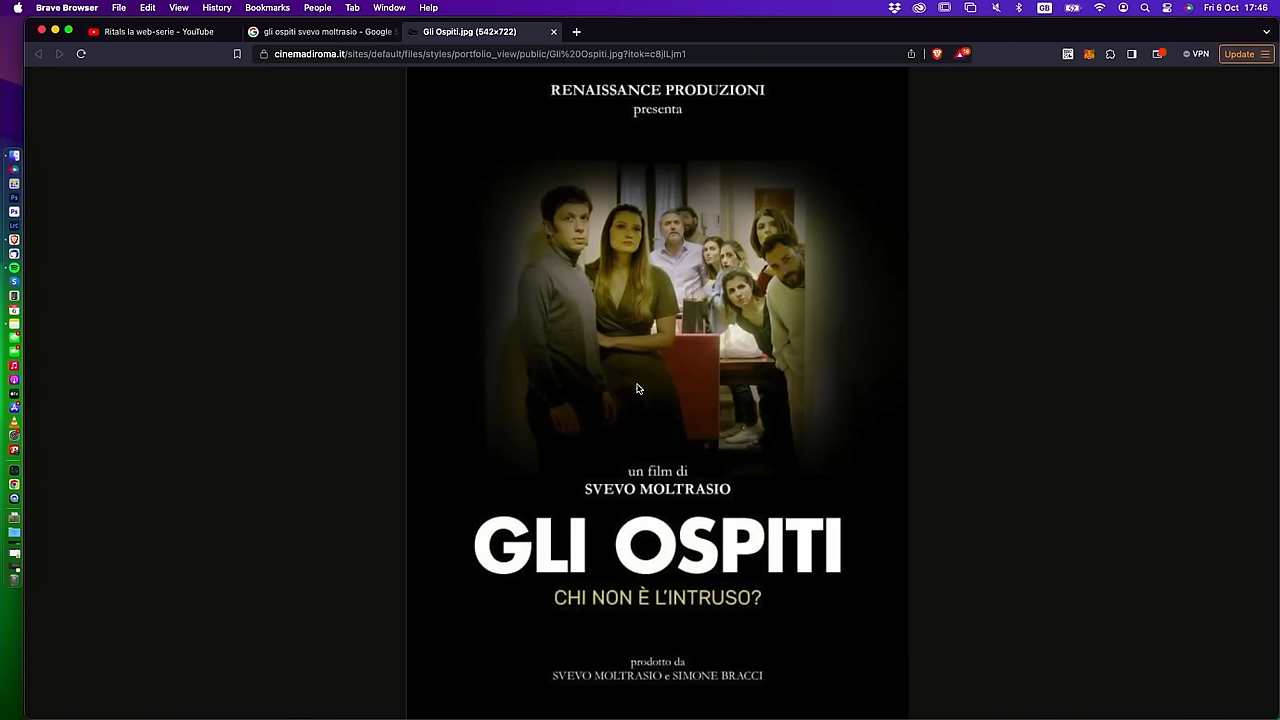 Brave Browser File Edit View History Bookmarks People Tab Window Help GB Fri 6 Oct 17:46
Ritals la web-serie - YouTube gli ospiti svevo moltrasio - Google S Gli Ospiti.jpg (542×722)
cinemadiroma.it/sites/default/files/styles/portfolio_view/public/Gli%20Ospiti.jpg?itok=c8jlLjm1 VPN Update
RENAISSANCE PRODUZIONI
presenta
un film di
SVEVO MOLTRASIO
GLI OSPITI
CHI NON È L'INTRUSO?
prodotto da
SVEVO MOLTRASIO e SIMONE BRACCI